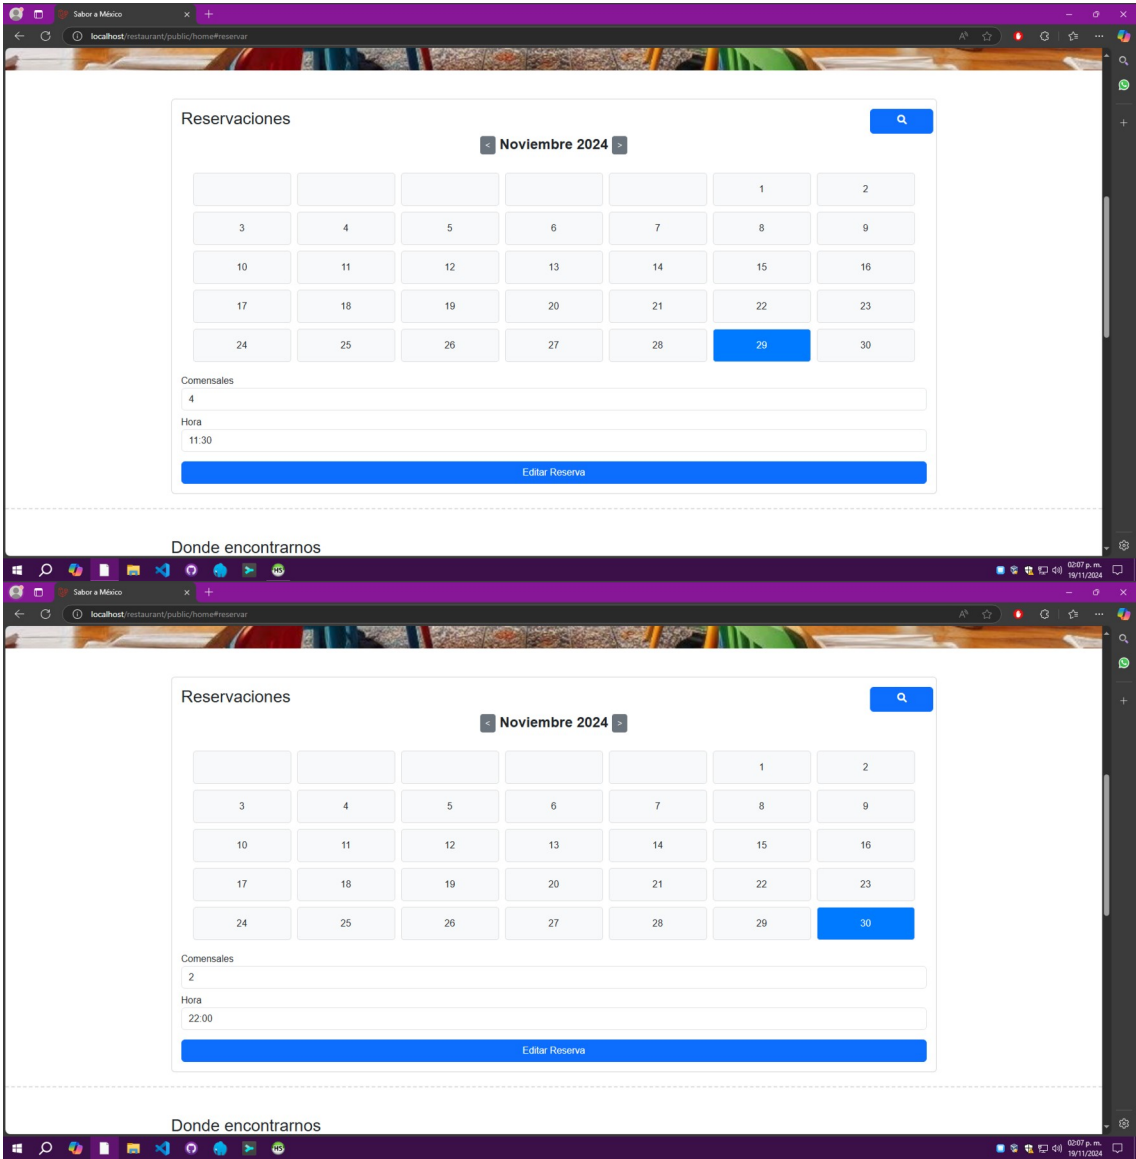 Sabor a México
localhost/restaurant/public/home#reservar
Reservaciones
< Noviembre 2024 >
1 2
3 4 5 6 7 8 9
10 11 12 13 14 15 16
17 18 19 20 21 22 23
24 25 26 27 28 29 30
Comensales
4
Hora
11:30
Editar Reserva
Donde encontrarnos
02:07 p. m.
19/11/2024
Sabor a México
localhost/restaurant/public/home#reservar
Reservaciones
< Noviembre 2024 >
1 2
3 4 5 6 7 8 9
10 11 12 13 14 15 16
17 18 19 20 21 22 23
24 25 26 27 28 29 30
Comensales
2
Hora
22:00
Editar Reserva
Donde encontrarnos
02:07 p. m.
19/11/2024